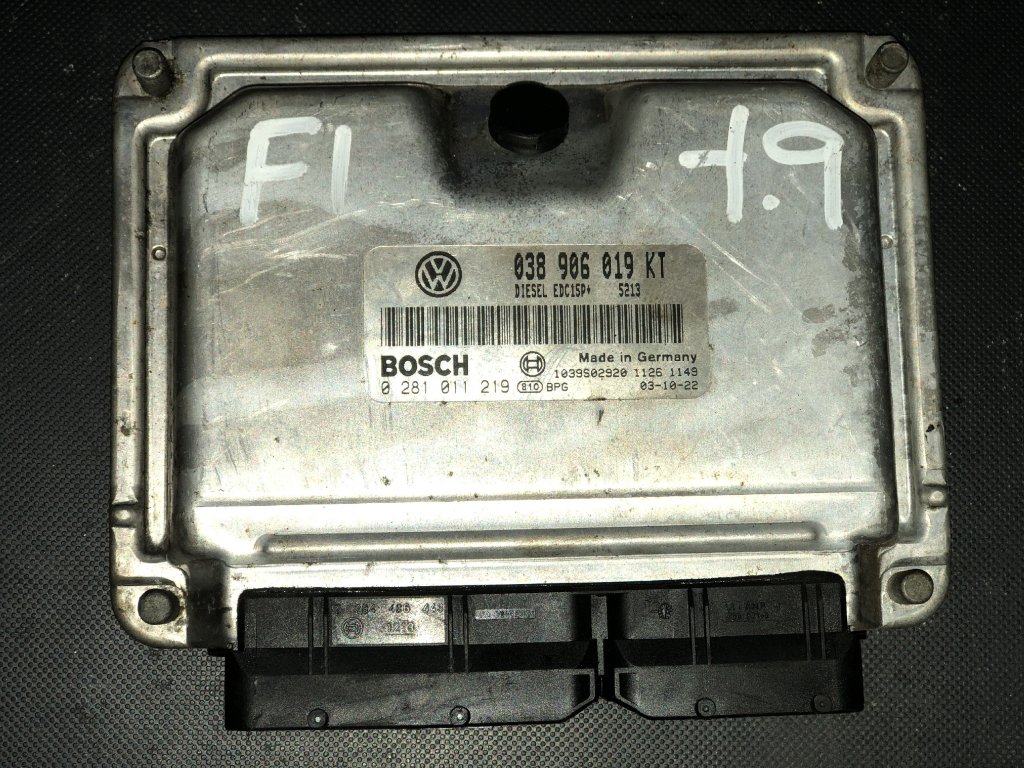 F1
1.9
038 906 019 KT
DIESEL EDC15P+ 5213
BOSCH
Made in Germany
1039S02920 1126 1149
0 281 011 219 810 BPG 03-10-22